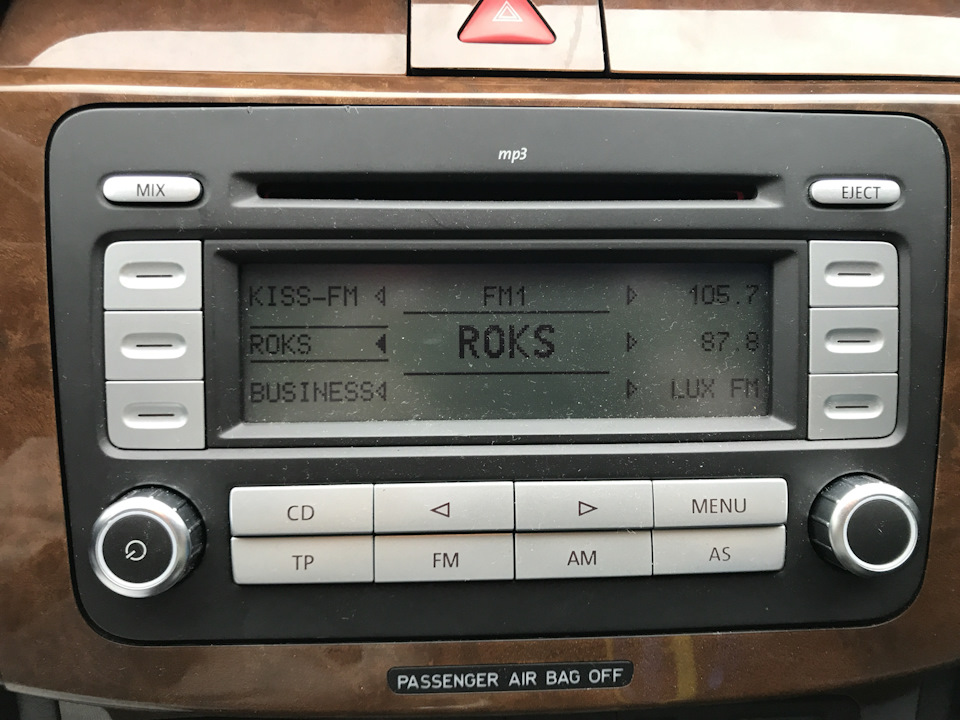 mp3
MIX EJECT
KISS-FM FM1 105.7
ROKS ROKS 87.8
BUSINESS LUX FM
CD MENU
TP FM AM AS
PASSENGER AIR BAG OFF